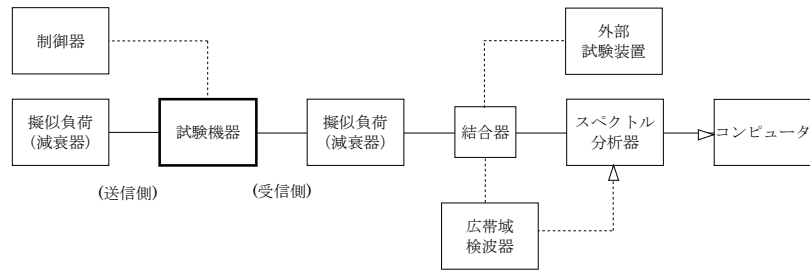 制御器
外部
試験装置
擬似負荷
(減衰器)
試験機器
擬似負荷
(減衰器)
結合器
スペクトル
分析器
コンピュータ
(送信側)
(受信側)
広帯域
検波器